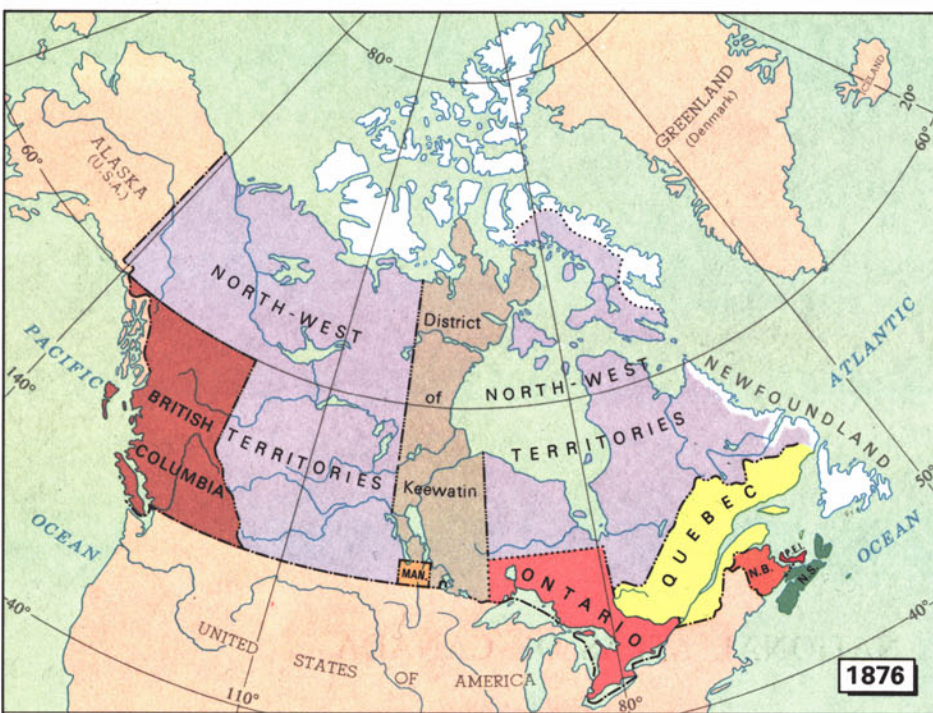 80°
ICELAND
20°
GREENLAND
(Denmark)
60°
ALASKA
(U.S.A.)
60°
NORTH-WEST
District
PACIFIC
ATLANTIC
140°
NORTH-WEST
of
NEWFOUNDLAND
BRITISH
TERRITORIES
TERRITORIES
COLUMBIA
Keewatin
50°
QUEBEC
OCEAN
OCEAN
MAN.
(P.E.I.
N.B.
N.S.
ONTARIO
40°
40°
UNITED STATES OF AMERICA
1876
110°
80°